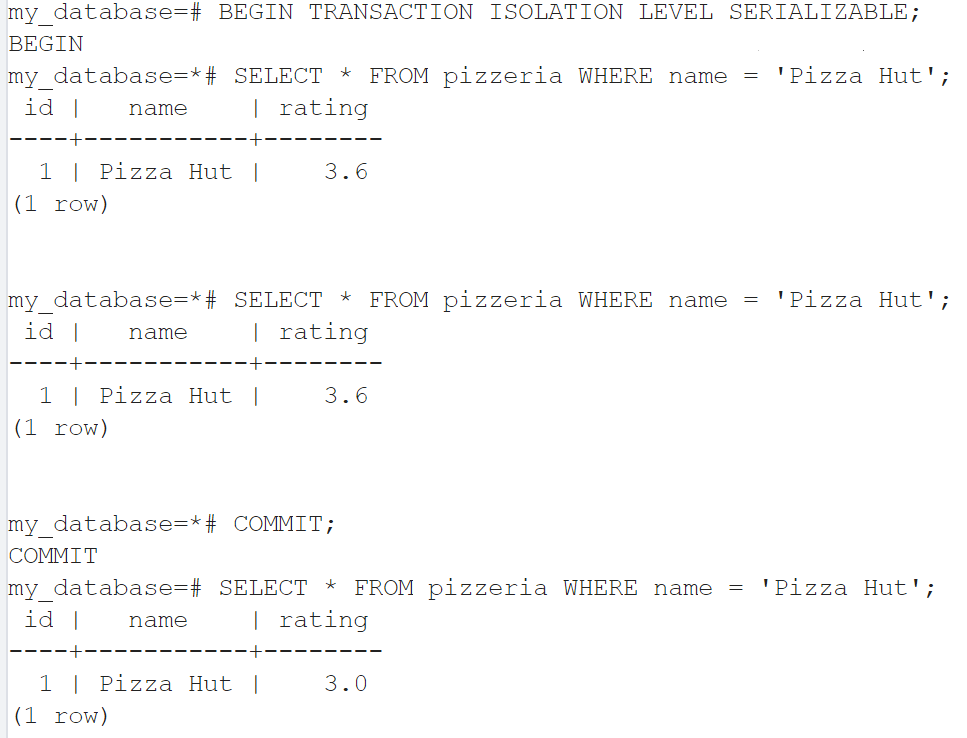 my_database=# BEGIN TRANSACTION ISOLATION LEVEL SERIALIZABLE;
BEGIN
my_database=*# SELECT * FROM pizzeria WHERE name = 'Pizza Hut';
 id |   name    | rating
----+-----------+--------
  1 | Pizza Hut |    3.6
(1 row)
my_database=*# SELECT * FROM pizzeria WHERE name = 'Pizza Hut';
 id |   name    | rating
----+-----------+--------
  1 | Pizza Hut |    3.6
(1 row)
my_database=*# COMMIT;
COMMIT
my_database=# SELECT * FROM pizzeria WHERE name = 'Pizza Hut';
 id |   name    | rating
----+-----------+--------
  1 | Pizza Hut |    3.0
(1 row)